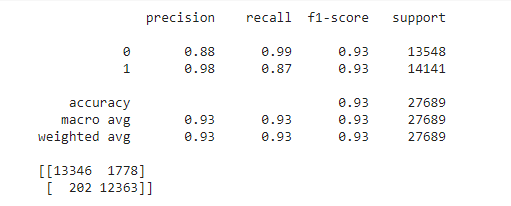 precision recall f1-score support
0 0.88 0.99 0.93 13548
1 0.98 0.87 0.93 14141
accuracy 0.93 27689
macro avg 0.93 0.93 0.93 27689
weighted avg 0.93 0.93 0.93 27689
[[13346 1778]
[ 202 12363]]